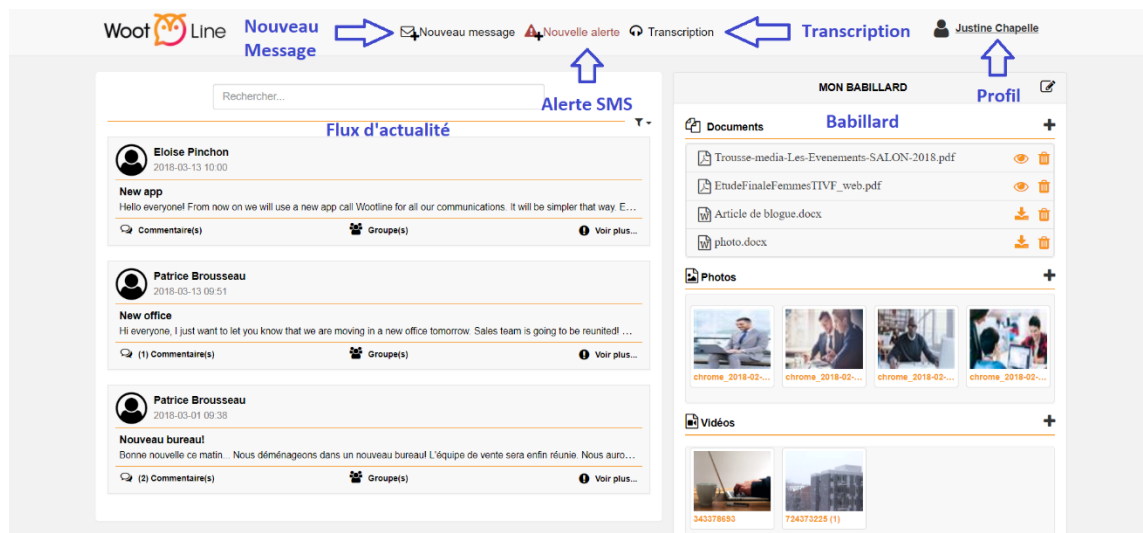 Woot Line
Nouveau Message
Nouveau message
Nouvelle alerte
Transcription
Transcription
Justine Chapelle
Alerte SMS
Profil
Rechercher...
Flux d'actualité
Eloise Pinchon
2018-03-13 10:00
New app
Hello everyone! From now on we will use a new app call Wootline for all our communications. It will be simpler that way. E...
Commentaire(s) Groupe(s) Voir plus...
Patrice Brousseau
2018-03-13 09:51
New office
Hi everyone, I just want to let you know that we are moving in a new office tomorrow. Sales team is going to be reunited! ...
(1) Commentaire(s) Groupe(s) Voir plus...
Patrice Brousseau
2018-03-01 09:38
Nouveau bureau!
Bonne nouvelle ce matin... Nous déménageons dans un nouveau bureau! L'équipe de vente sera enfin réunie. Nous auro...
(2) Commentaire(s) Groupe(s) Voir plus...
MON BABILLARD
Babillard
Documents
Trousse-media-Les-Evenements-SALON-2018.pdf
EtudeFinaleFemmesTIVF_web.pdf
Article de blogue.docx
photo.docx
Photos
chrome_2018-02-... chrome_2018-02-... chrome_2018-02-... chrome_2018-02-...
Vidéos
343378693 724373225 (1)